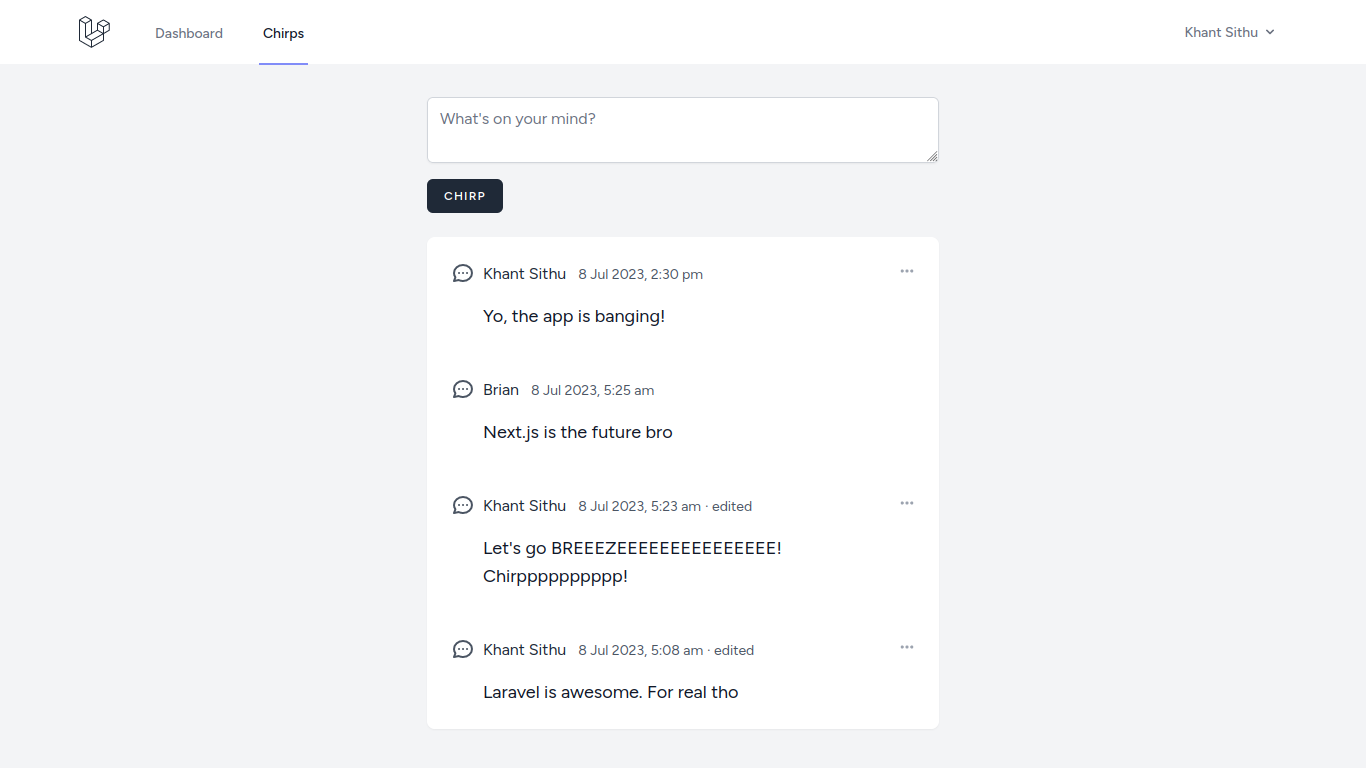 Dashboard
Chirps
Khant Sithu
What's on your mind?
CHIRP
Khant Sithu 8 Jul 2023, 2:30 pm
Yo, the app is banging!
Brian 8 Jul 2023, 5:25 am
Next.js is the future bro
Khant Sithu 8 Jul 2023, 5:23 am · edited
Let's go BREEEZEEEEEEEEEEEEEEE!
Chirpppppppppp!
Khant Sithu 8 Jul 2023, 5:08 am · edited
Laravel is awesome. For real tho